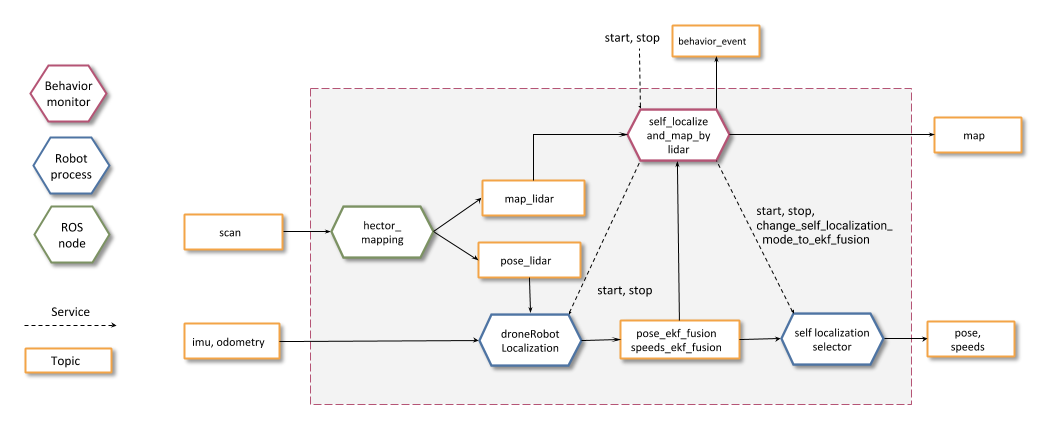 Behavior
monitor
Robot
process
ROS
node
Service
Topic
start, stop
behavior_event
self_localize
and_map_by
lidar
map
map_lidar
scan
hector_
mapping
pose_lidar
start, stop,
change_self_localization_
mode_to_ekf_fusion
start, stop
imu, odometry
droneRobot
Localization
pose_ekf_fusion
speeds_ekf_fusion
self localization
selector
pose,
speeds